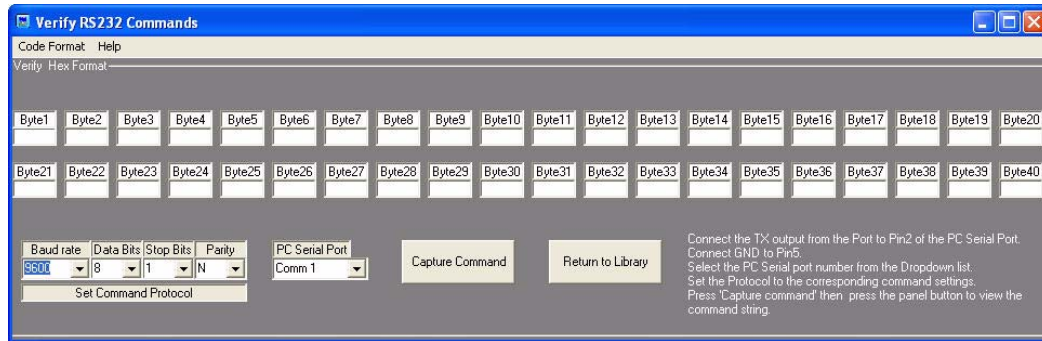 Verify RS232 Commands
Code Format Help
Verify Hex Format
Byte1 Byte2 Byte3 Byte4 Byte5 Byte6 Byte7 Byte8 Byte9 Byte10 Byte11 Byte12 Byte13 Byte14 Byte15 Byte16 Byte17 Byte18 Byte19 Byte20
Byte21 Byte22 Byte23 Byte24 Byte25 Byte26 Byte27 Byte28 Byte29 Byte30 Byte31 Byte32 Byte33 Byte34 Byte35 Byte36 Byte37 Byte38 Byte39 Byte40
Baud rate Data Bits Stop Bits Parity PC Serial Port
9600 8 1 N Comm 1
Set Command Protocol
Capture Command
Return to Library
Connect the TX output from the Port to Pin2 of the PC Serial Port.
Connect GND to Pin5.
Select the PC Serial port number from the Dropdown list.
Set the Protocol to the corresponding command settings.
Press 'Capture command' then press the panel button to view the
command string.